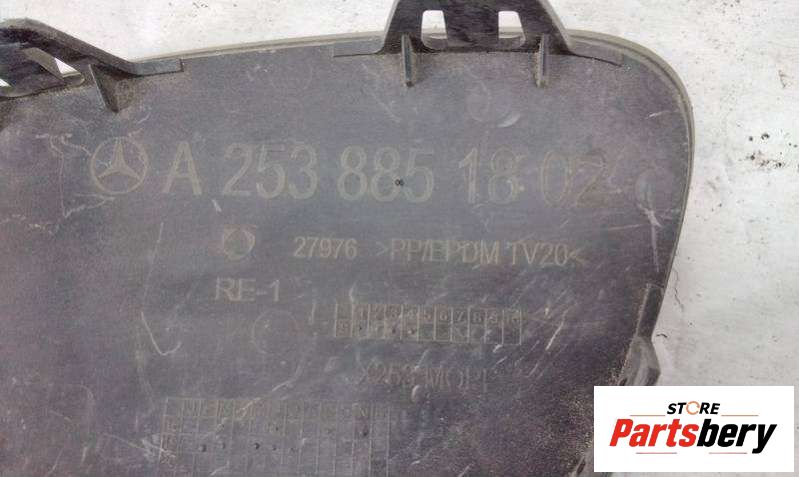 A 253 885 18 02
27976 >PP/EPDM TV20<
RE-1
STORE
Partsbery